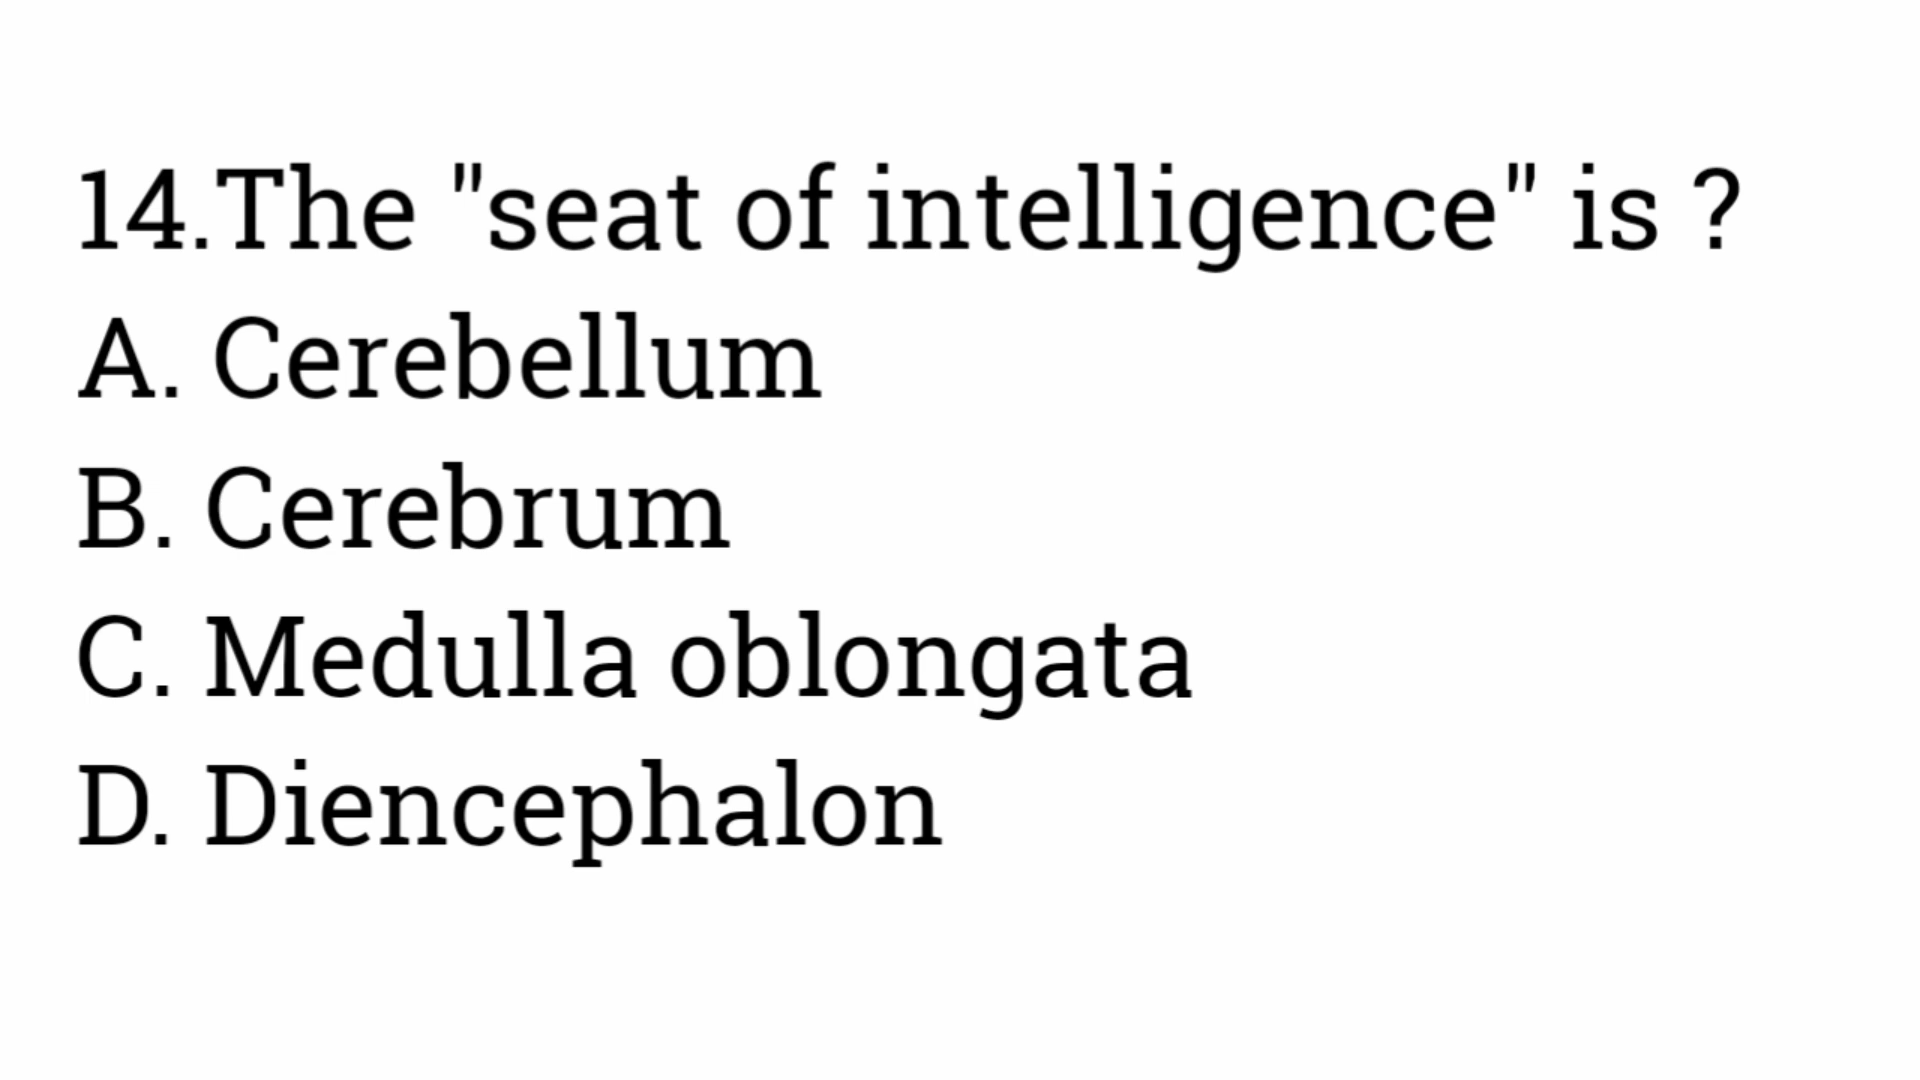 14.The "seat of intelligence" is ?
A. Cerebellum
B. Cerebrum
C. Medulla oblongata
D. Diencephalon